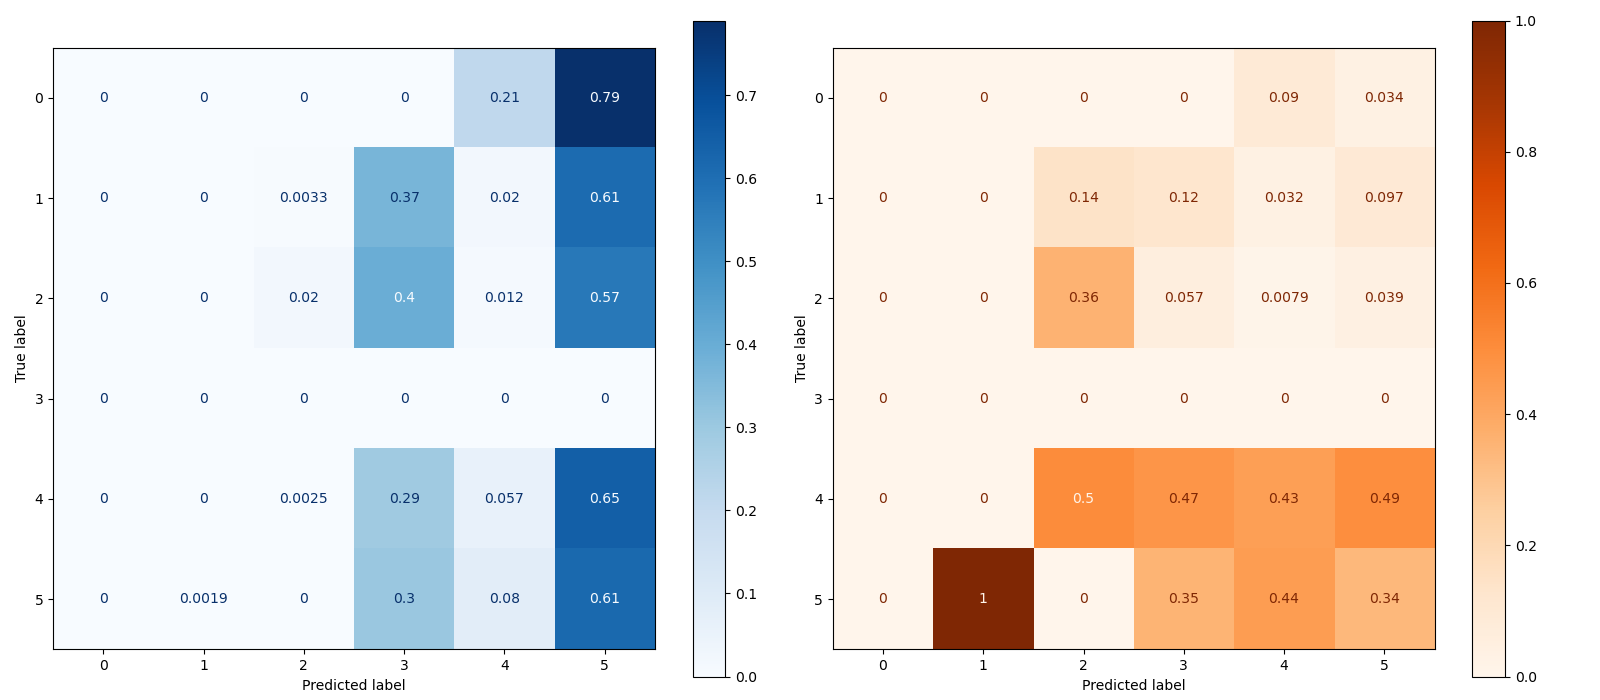 0 0 0 0 0 0.21 0.79
1 0 0 0.0033 0.37 0.02 0.61
2 0 0 0.02 0.4 0.012 0.57
3 0 0 0 0 0 0
4 0 0 0.0025 0.29 0.057 0.65
5 0 0.0019 0 0.3 0.08 0.61
0 1 2 3 4 5
Predicted label
True label
0.7
0.6
0.5
0.4
0.3
0.2
0.1
0.0
0 0 0 0 0 0.09 0.034
1 0 0 0.14 0.12 0.032 0.097
2 0 0 0.36 0.057 0.0079 0.039
3 0 0 0 0 0 0
4 0 0 0.5 0.47 0.43 0.49
5 0 1 0 0.35 0.44 0.34
0 1 2 3 4 5
Predicted label
True label
1.0
0.8
0.6
0.4
0.2
0.0